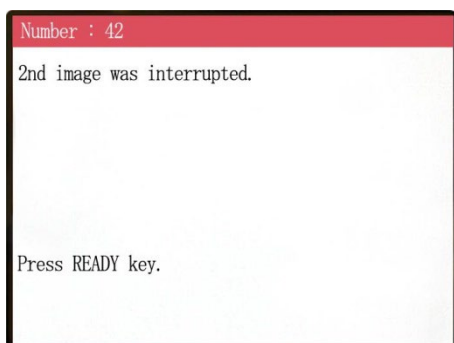 Number : 42
2nd image was interrupted.
Press READY key.